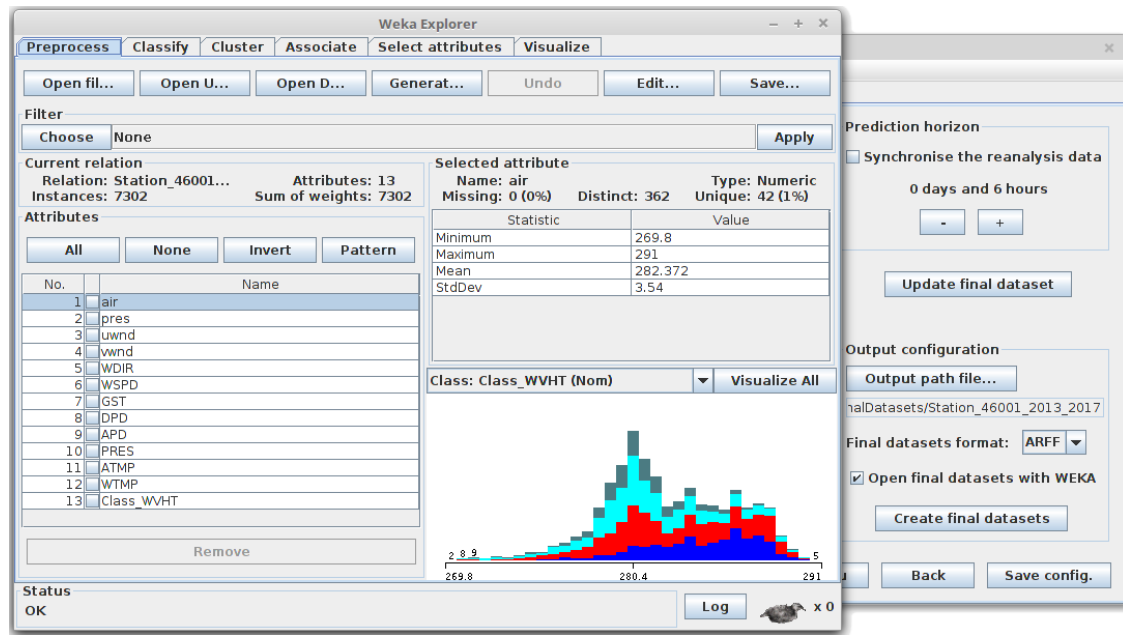 Weka Explorer
Preprocess Classify Cluster Associate Select attributes Visualize
Open fil... Open U... Open D... Generat... Undo Edit... Save...
Filter
Choose None Apply
Current relation
Relation: Station_46001... Attributes: 13
Instances: 7302 Sum of weights: 7302
Attributes
All None Invert Pattern
No. Name
1 air
2 pres
3 uwnd
4 vwnd
5 WDIR
6 WSPD
7 GST
8 DPD
9 APD
10 PRES
11 ATMP
12 WTMP
13 Class_WVHT
Remove
Selected attribute
Name: air Type: Numeric
Missing: 0 (0%) Distinct: 362 Unique: 42 (1%)
Statistic Value
Minimum 269.8
Maximum 291
Mean 282.372
StdDev 3.54
Class: Class_WVHT (Nom) Visualize All
2 8 9 5
269.8 280.4 291
Status
OK
Log x 0
Prediction horizon
Synchronise the reanalysis data
0 days and 6 hours
- +
Update final dataset
Output configuration
Output path file...
nalDatasets/Station_46001_2013_2017
Final datasets format: ARFF
Open final datasets with WEKA
Create final datasets
Back Save config.